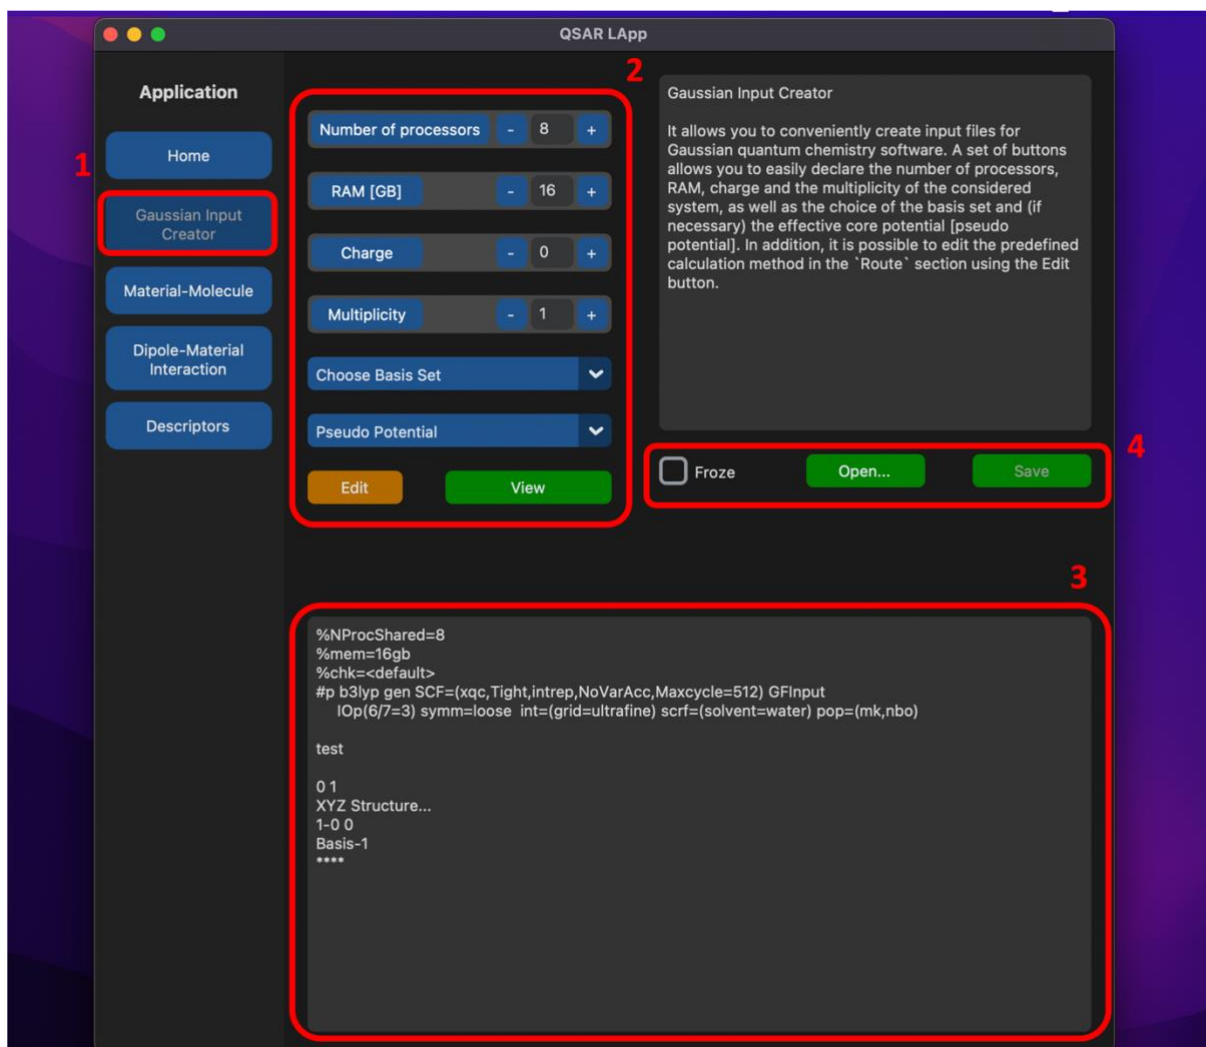 QSAR LApp
Application
1
Home
Gaussian Input
Creator
Material-Molecule
Dipole-Material
Interaction
Descriptors
2
Number of processors - 8 +
RAM [GB] - 16 +
Charge - 0 +
Multiplicity - 1 +
Choose Basis Set
Pseudo Potential
Edit View
Gaussian Input Creator
It allows you to conveniently create input files for
Gaussian quantum chemistry software. A set of buttons
allows you to easily declare the number of processors,
RAM, charge and the multiplicity of the considered
system, as well as the choice of the basis set and (if
necessary) the effective core potential [pseudo
potential]. In addition, it is possible to edit the predefined
calculation method in the `Route` section using the Edit
button.
4
Froze Open... Save
3
%NProcShared=8
%mem=16gb
%chk=<default>
#p b3lyp gen SCF=(xqc,Tight,intrep,NoVarAcc,Maxcycle=512) GFInput
IOp(6/7=3) symm=loose int=(grid=ultrafine) scrf=(solvent=water) pop=(mk,nbo)
test
0 1
XYZ Structure...
1-0 0
Basis-1
****